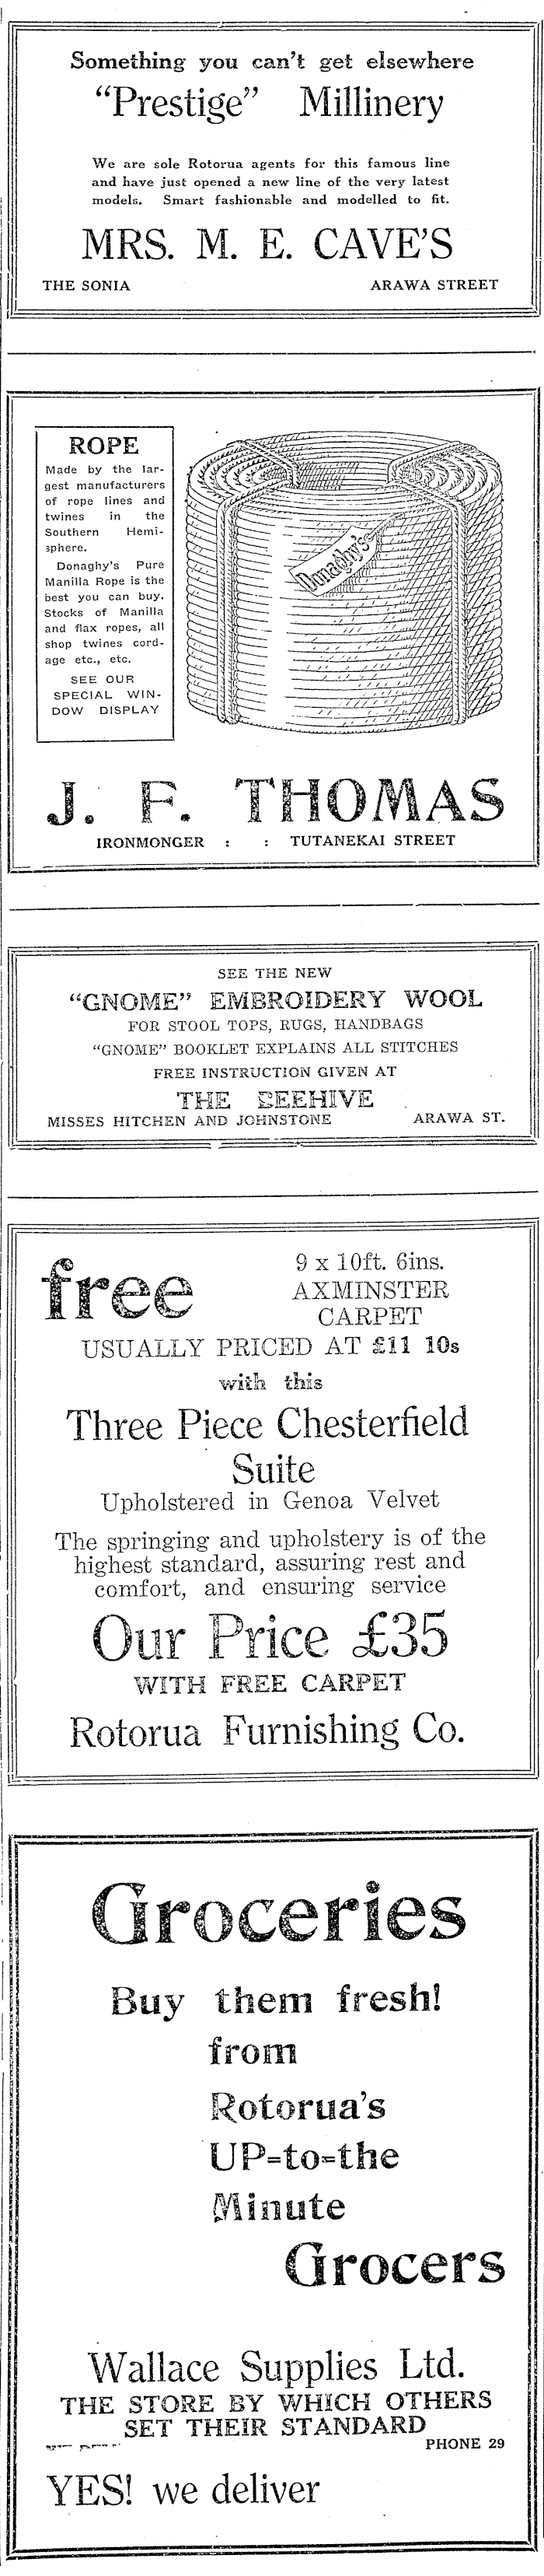 Something you can't get elsewhere
"Prestige" Millinery
We are sole Rotorua agents for this famous line
and have just opened a new line of the very latest
models. Smart fashionable and modelled to fit.
MRS. M. E. CAVE'S
THE SONIA ARAWA STREET
ROPE
Made by the lar-
gest manufacturers
of rope lines and
twines in the
Southern Hemi-
sphere.
Donaghy's Pure
Manilla Rope is the
best you can buy.
Stocks of Manilla
and flax ropes, all
shop twines cord-
age etc., etc.
SEE OUR
SPECIAL WIN-
DOW DISPLAY
Donaghy's
J. F. THOMAS
IRONMONGER : : TUTANEKAI STREET
SEE THE NEW
"GNOME" EMBROIDERY WOOL
FOR STOOL TOPS, RUGS, HANDBAGS
"GNOME" BOOKLET EXPLAINS ALL STITCHES
FREE INSTRUCTION GIVEN AT
THE BEEHIVE
MISSES HITCHEN AND JOHNSTONE ARAWA ST.
free
9 x 10ft. 6ins.
AXMINSTER
CARPET
USUALLY PRICED AT £11 10s
with this
Three Piece Chesterfield
Suite
Upholstered in Genoa Velvet
The springing and upholstery is of the
highest standard, assuring rest and
comfort, and ensuring service
Our Price £35
WITH FREE CARPET
Rotorua Furnishing Co.
Groceries
Buy them fresh!
from
Rotorua's
UP=to=the
Minute
Grocers
Wallace Supplies Ltd.
THE STORE BY WHICH OTHERS
SET THEIR STANDARD
PHONE 29
YES! we deliver